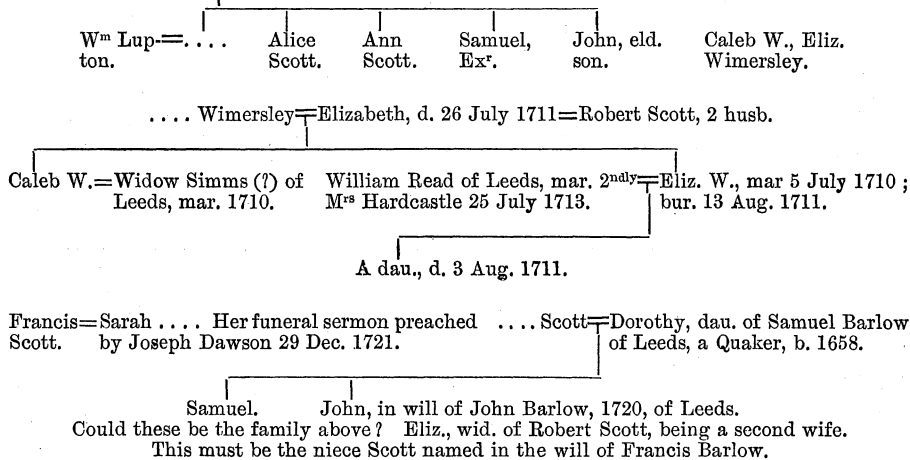 Wm Lup-=.... Alice Ann Samuel, John, eld. Caleb W., Eliz.
ton. Scott. Scott. Exr. son. Wimersley.
.... Wimersley=Elizabeth, d. 26 July 1711=Robert Scott, 2 husb.
Caleb W.=Widow Simms (?) of William Read of Leeds, mar. 2ndly=Eliz. W., mar 5 July 1710 ;
Leeds, mar. 1710. Mrs Hardcastle 25 July 1713. bur. 13 Aug. 1711.
A dau., d. 3 Aug. 1711.
Francis=Sarah .... Her funeral sermon preached .... Scott=Dorothy, dau. of Samuel Barlow
Scott. by Joseph Dawson 29 Dec. 1721. of Leeds, a Quaker, b. 1658.
Samuel. John, in will of John Barlow, 1720, of Leeds.
Could these be the family above ? Eliz., wid. of Robert Scott, being a second wife.
This must be the niece Scott named in the will of Francis Barlow.